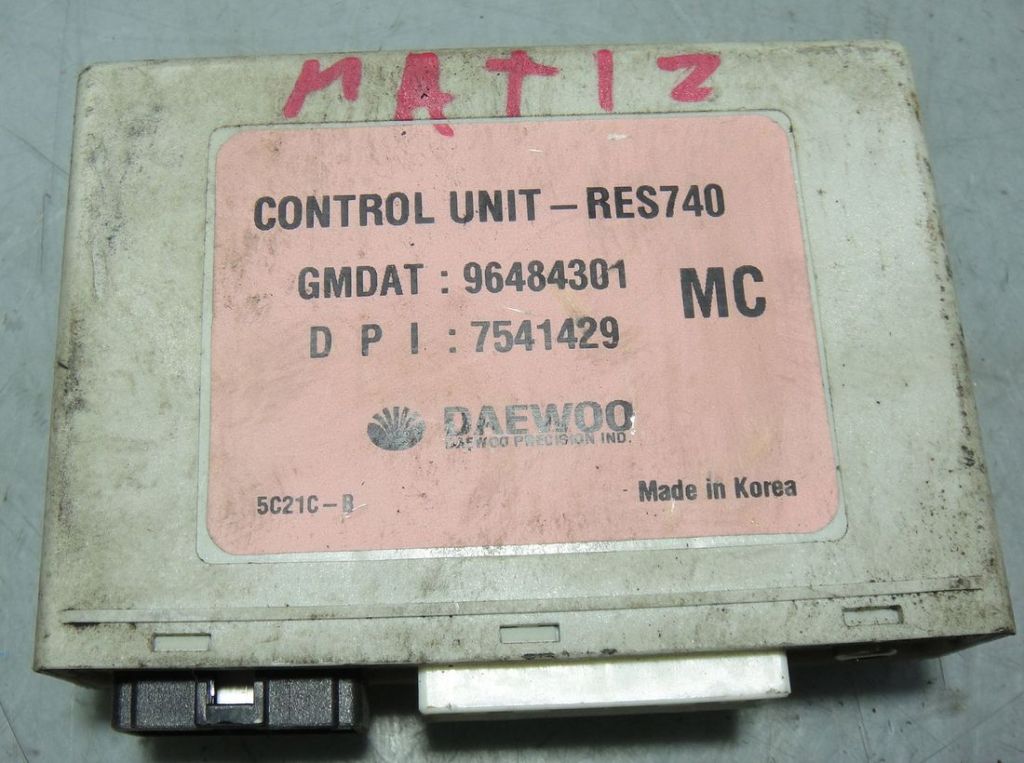 MATIZ
CONTROL UNIT – RES740
GMDAT : 96484301
MC
D P I : 7541429
DAEWOO
DAEWOO PRECISION IND.
5C21C – B
Made in Korea